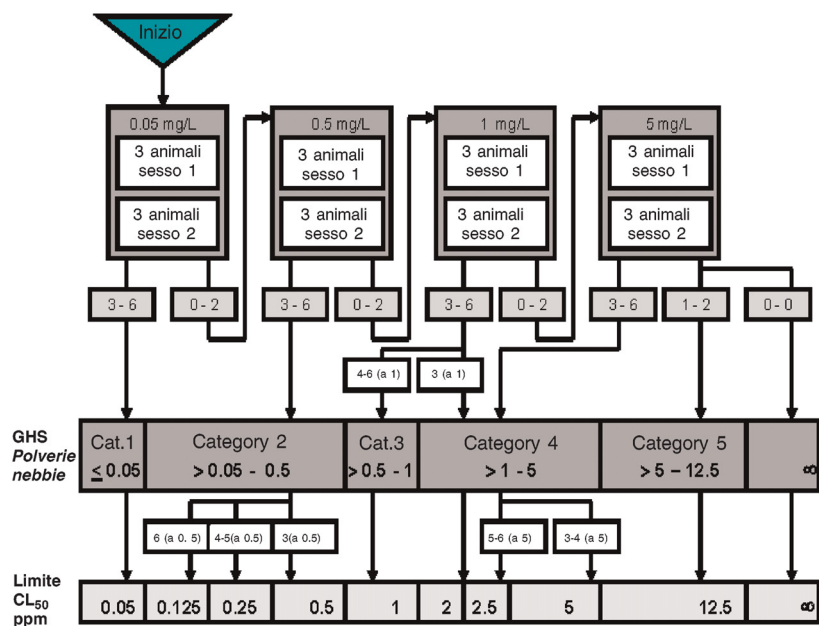 Inizio
0.05 mg/L
0.5 mg/L
1 mg/L
5 mg/L
3 animali
sesso 1
3 animali
sesso 1
3 animali
sesso 1
3 animali
sesso 1
3 animali
sesso 2
3 animali
sesso 2
3 animali
sesso 2
3 animali
sesso 2
3 - 6
0 - 2
3 - 6
0 - 2
3 - 6
0 - 2
3 - 6
1 - 2
0 - 0
4-6 (a 1)
3 (a 1)
GHS
Polverie
nebbie
Cat.1
≤ 0.05
Category 2
> 0.05 - 0.5
Cat.3
> 0.5 - 1
Category 4
> 1 - 5
Category 5
> 5 – 12.5
∞
6 (a 0. 5)
4-5(a 0.5)
3(a 0.5)
5-6 (a 5)
3-4 (a 5)
Limite
CL50
ppm
0.05
0.125
0.25
0.5
1
2
2.5
5
12.5
∞